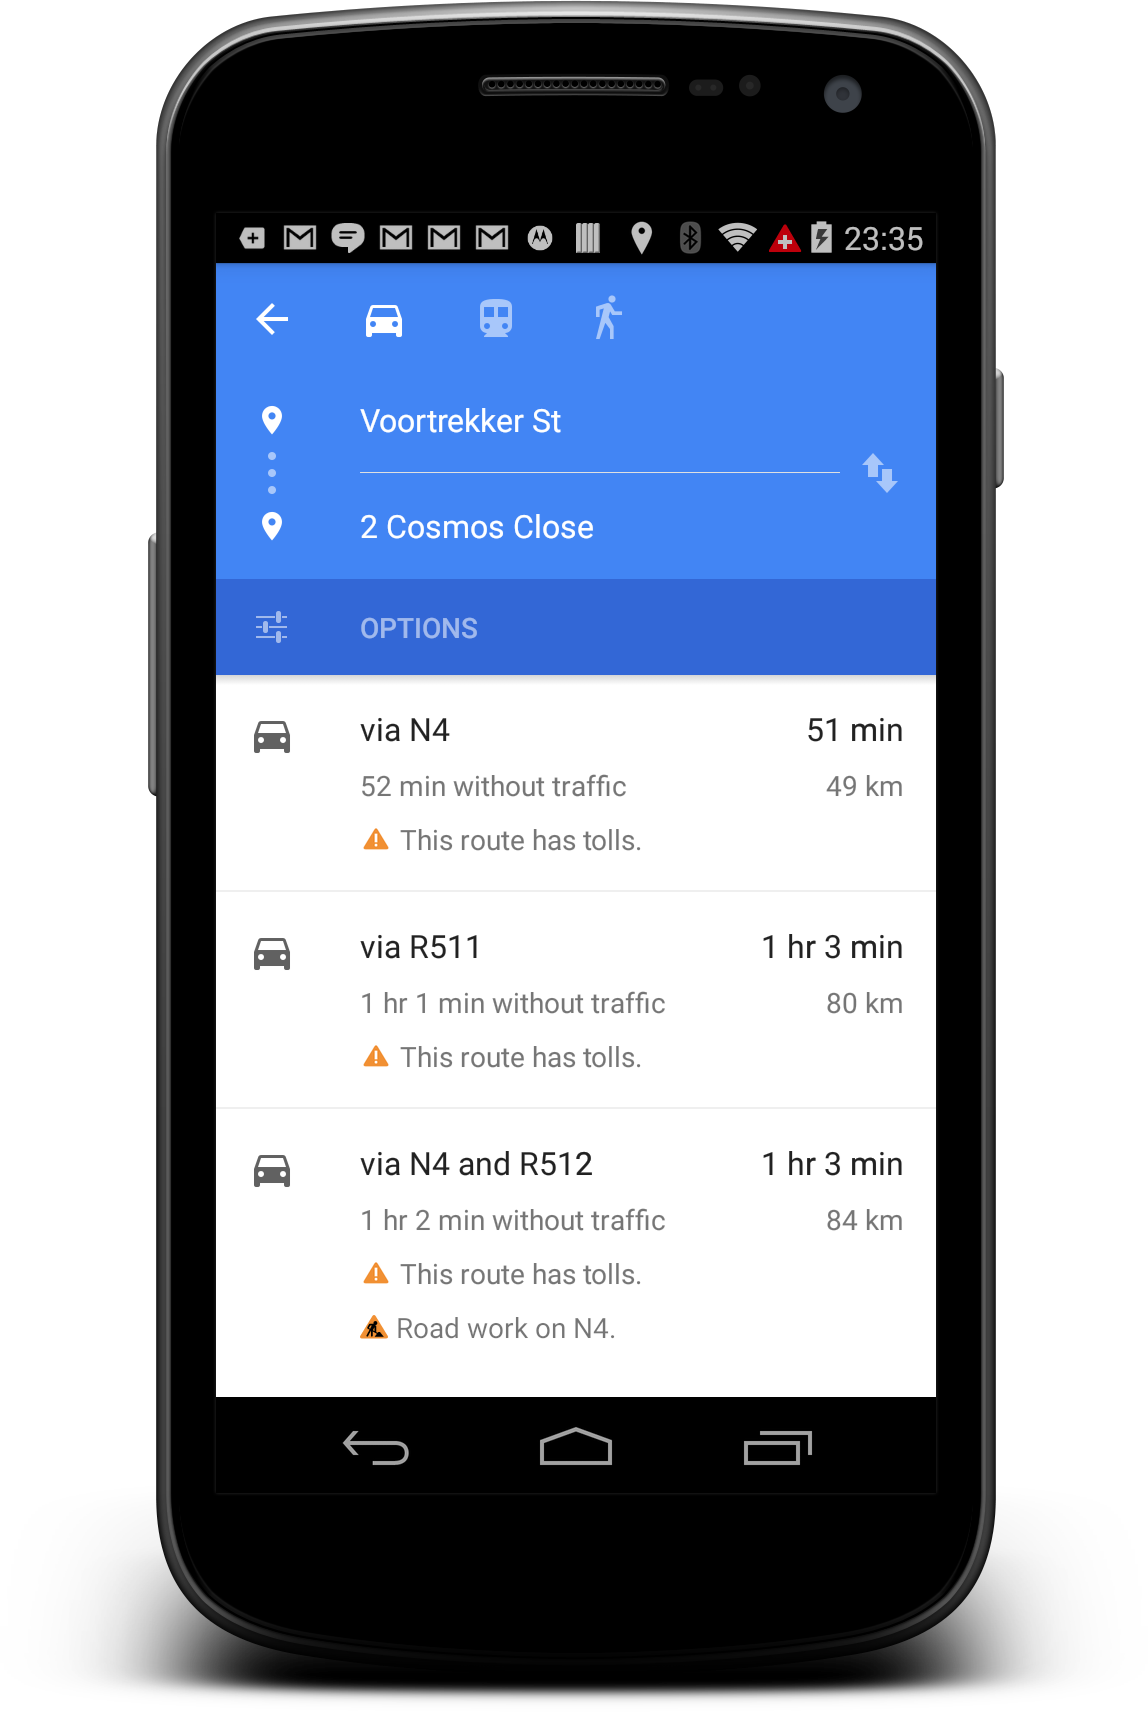 23:35
Voortrekker St
2 Cosmos Close
OPTIONS
via N4 51 min
52 min without traffic 49 km
This route has tolls.
via R511 1 hr 3 min
1 hr 1 min without traffic 80 km
This route has tolls.
via N4 and R512 1 hr 3 min
1 hr 2 min without traffic 84 km
This route has tolls.
Road work on N4.